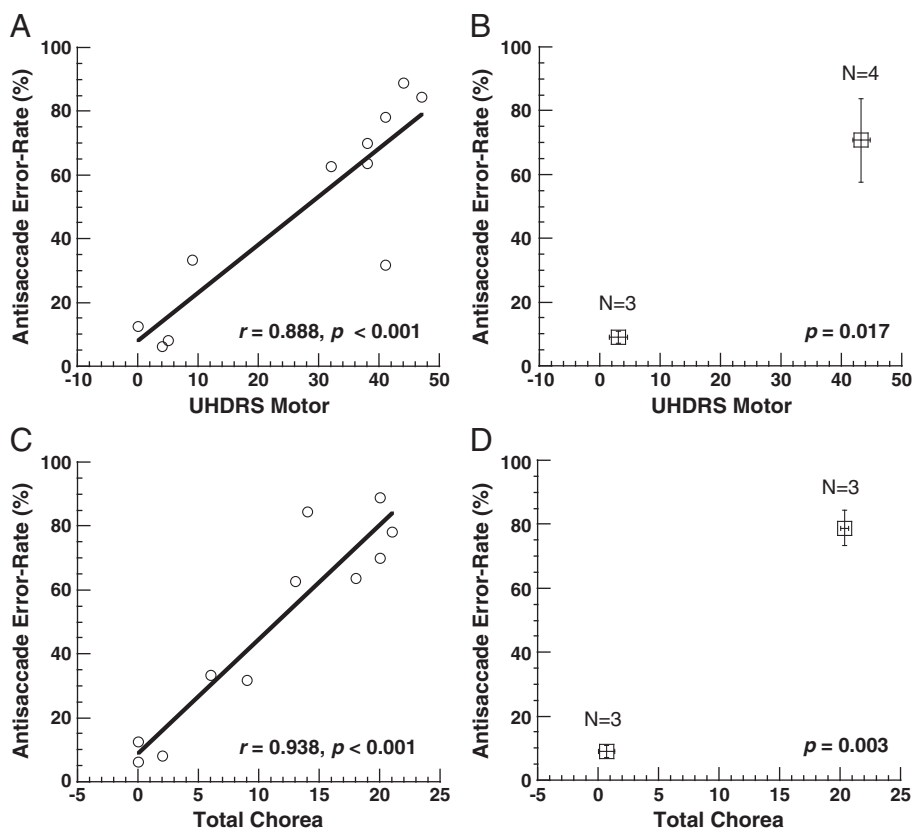 A
Antisaccade Error-Rate (%)
100
80
60
40
20
0
-10 0 10 20 30 40 50
UHDRS Motor
r = 0.888, p < 0.001
B
Antisaccade Error-Rate (%)
100
80
60
40
20
0
-10 0 10 20 30 40 50
UHDRS Motor
N=4
N=3
p = 0.017
C
Antisaccade Error-Rate (%)
100
80
60
40
20
0
-5 0 5 10 15 20 25
Total Chorea
r = 0.938, p < 0.001
D
Antisaccade Error-Rate (%)
100
80
60
40
20
0
-5 0 5 10 15 20 25
Total Chorea
N=3
N=3
p = 0.003